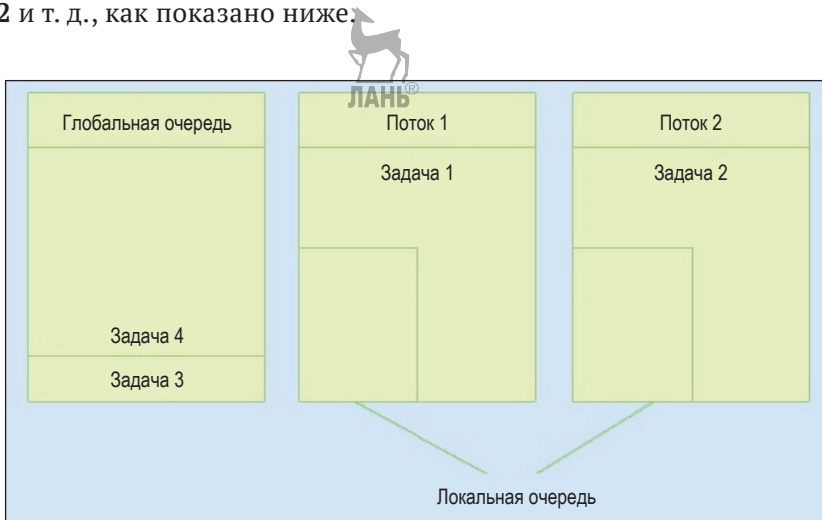 2 и т. д., как показано ниже.
ЛАНЬ®
Глобальная очередь
Поток 1
Поток 2
Задача 1
Задача 2
Задача 4
Задача 3
Локальная очередь